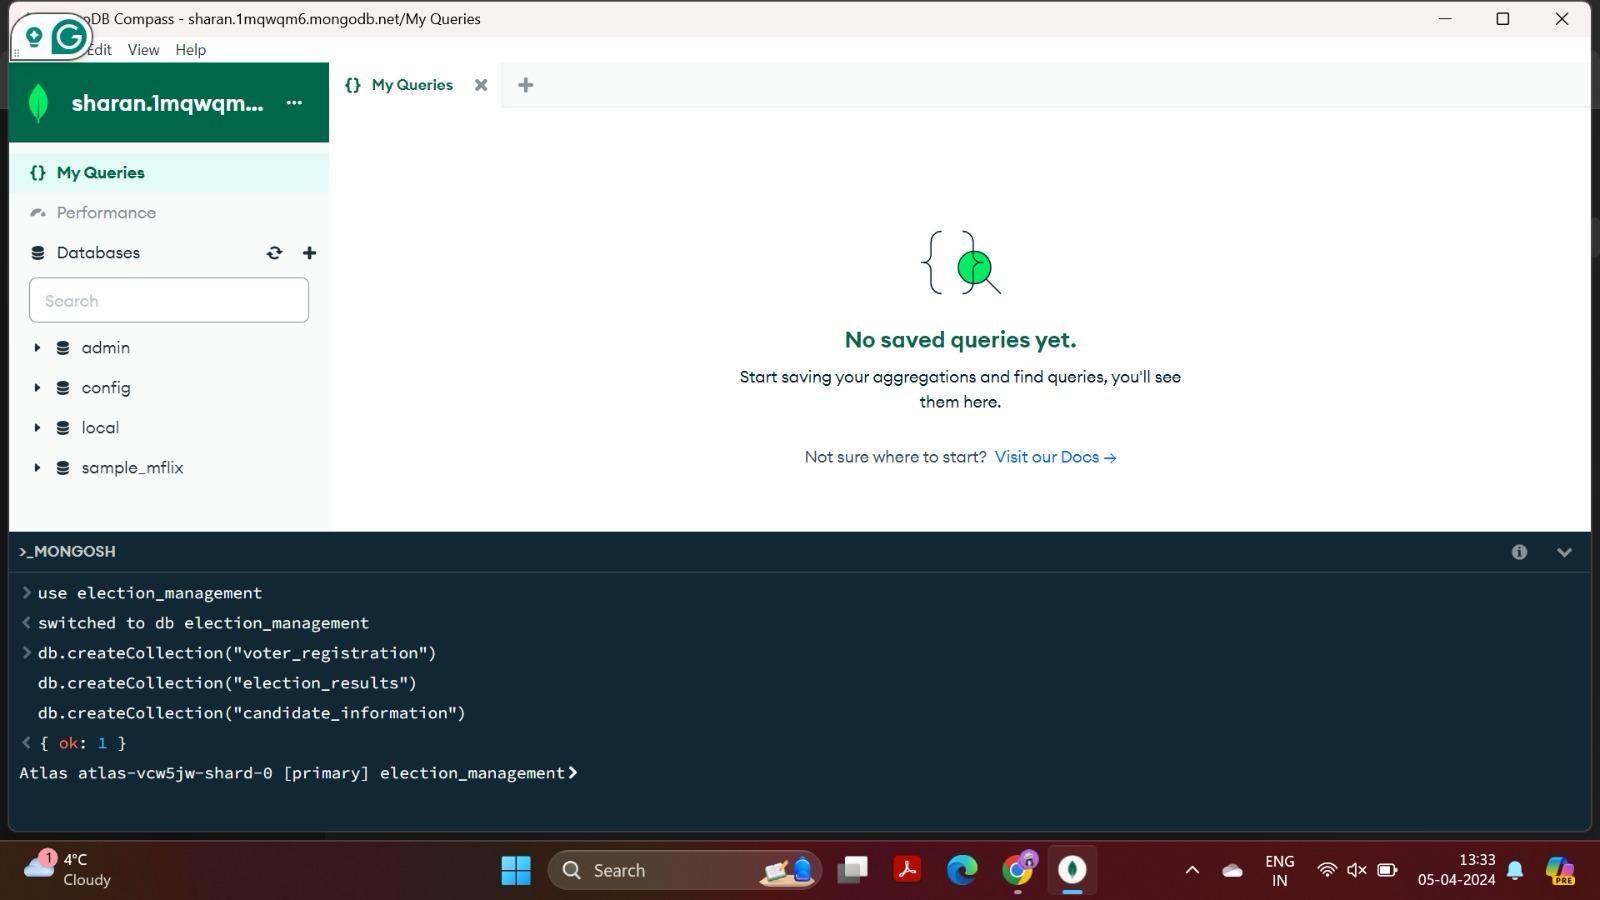 DB Compass - sharan.1mqwqm6.mongodb.net/My Queries
Edit View Help
sharan.1mqwqm... ...
{} My Queries
{} My Queries
Performance
Databases
Search
admin
config
local
sample_mflix
No saved queries yet.
Start saving your aggregations and find queries, you'll see
them here.
Not sure where to start? Visit our Docs →
>_MONGOSH
> use election_management
< switched to db election_management
> db.createCollection("voter_registration")
db.createCollection("election_results")
db.createCollection("candidate_information")
< { ok: 1 }
Atlas atlas-vcw5jw-shard-0 [primary] election_management>
1
4°C
Cloudy
Search
ENG
IN
13:33
05-04-2024
PRE